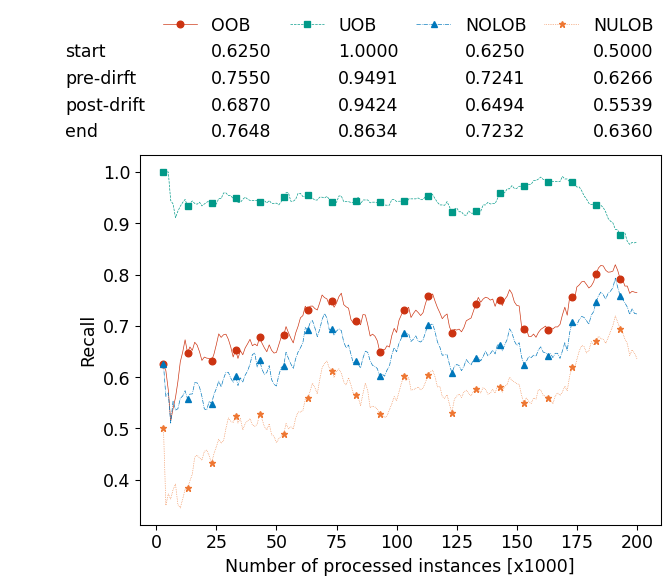 OOB UOB NOLOB NULOB
start 0.6250 1.0000 0.6250 0.5000
pre-dirft 0.7550 0.9491 0.7241 0.6266
post-drift 0.6870 0.9424 0.6494 0.5539
end 0.7648 0.8634 0.7232 0.6360
1.0
0.9
0.8
0.7
0.6
0.5
0.4
Recall
0 25 50 75 100 125 150 175 200
Number of processed instances [x1000]